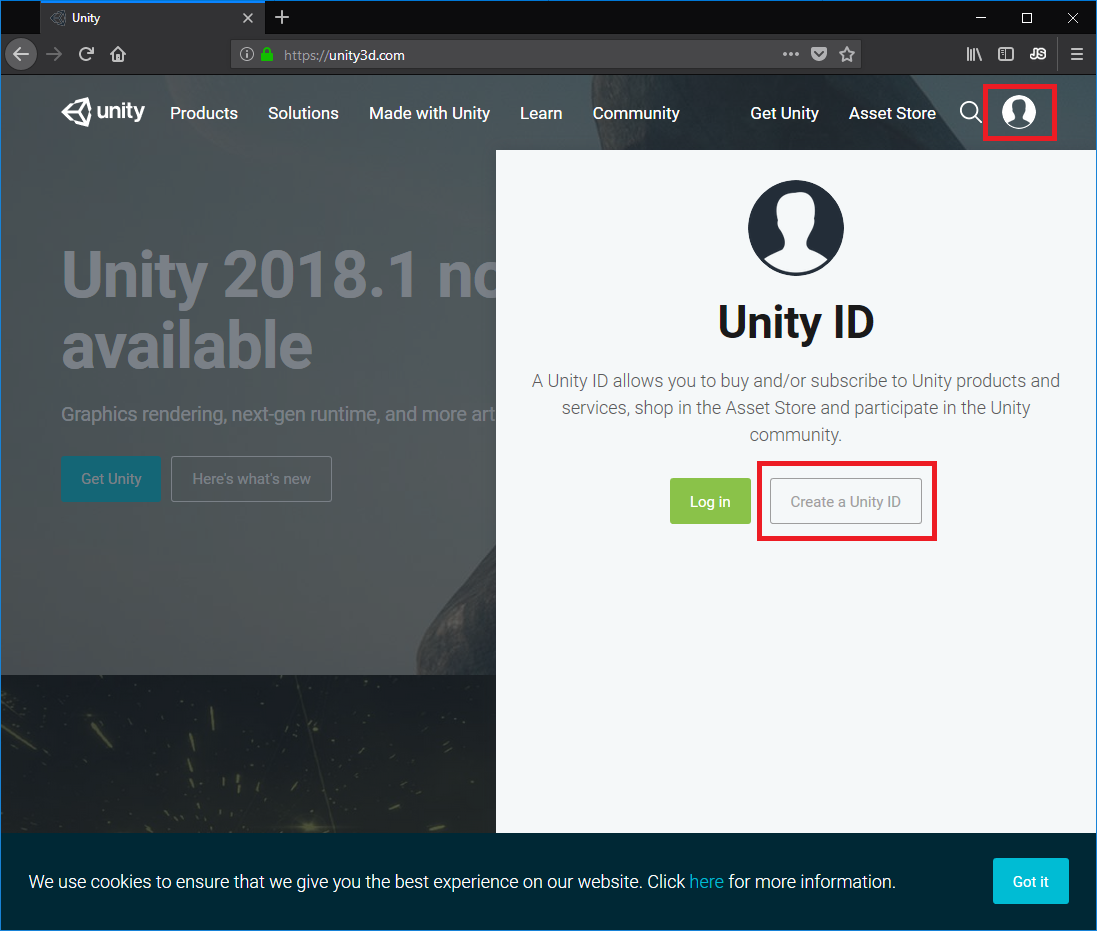 Unity
https://unity3d.com
JS
unity Products Solutions Made with Unity Learn Community Get Unity Asset Store
Unity 2018.1
available
Graphics rendering, next-gen runtime, and more
Get Unity Here's what's new
Unity ID
A Unity ID allows you to buy and/or subscribe to Unity products and
services, shop in the Asset Store and participate in the Unity
community.
Log in Create a Unity ID
We use cookies to ensure that we give you the best experience on our website. Click here for more information.
Got it